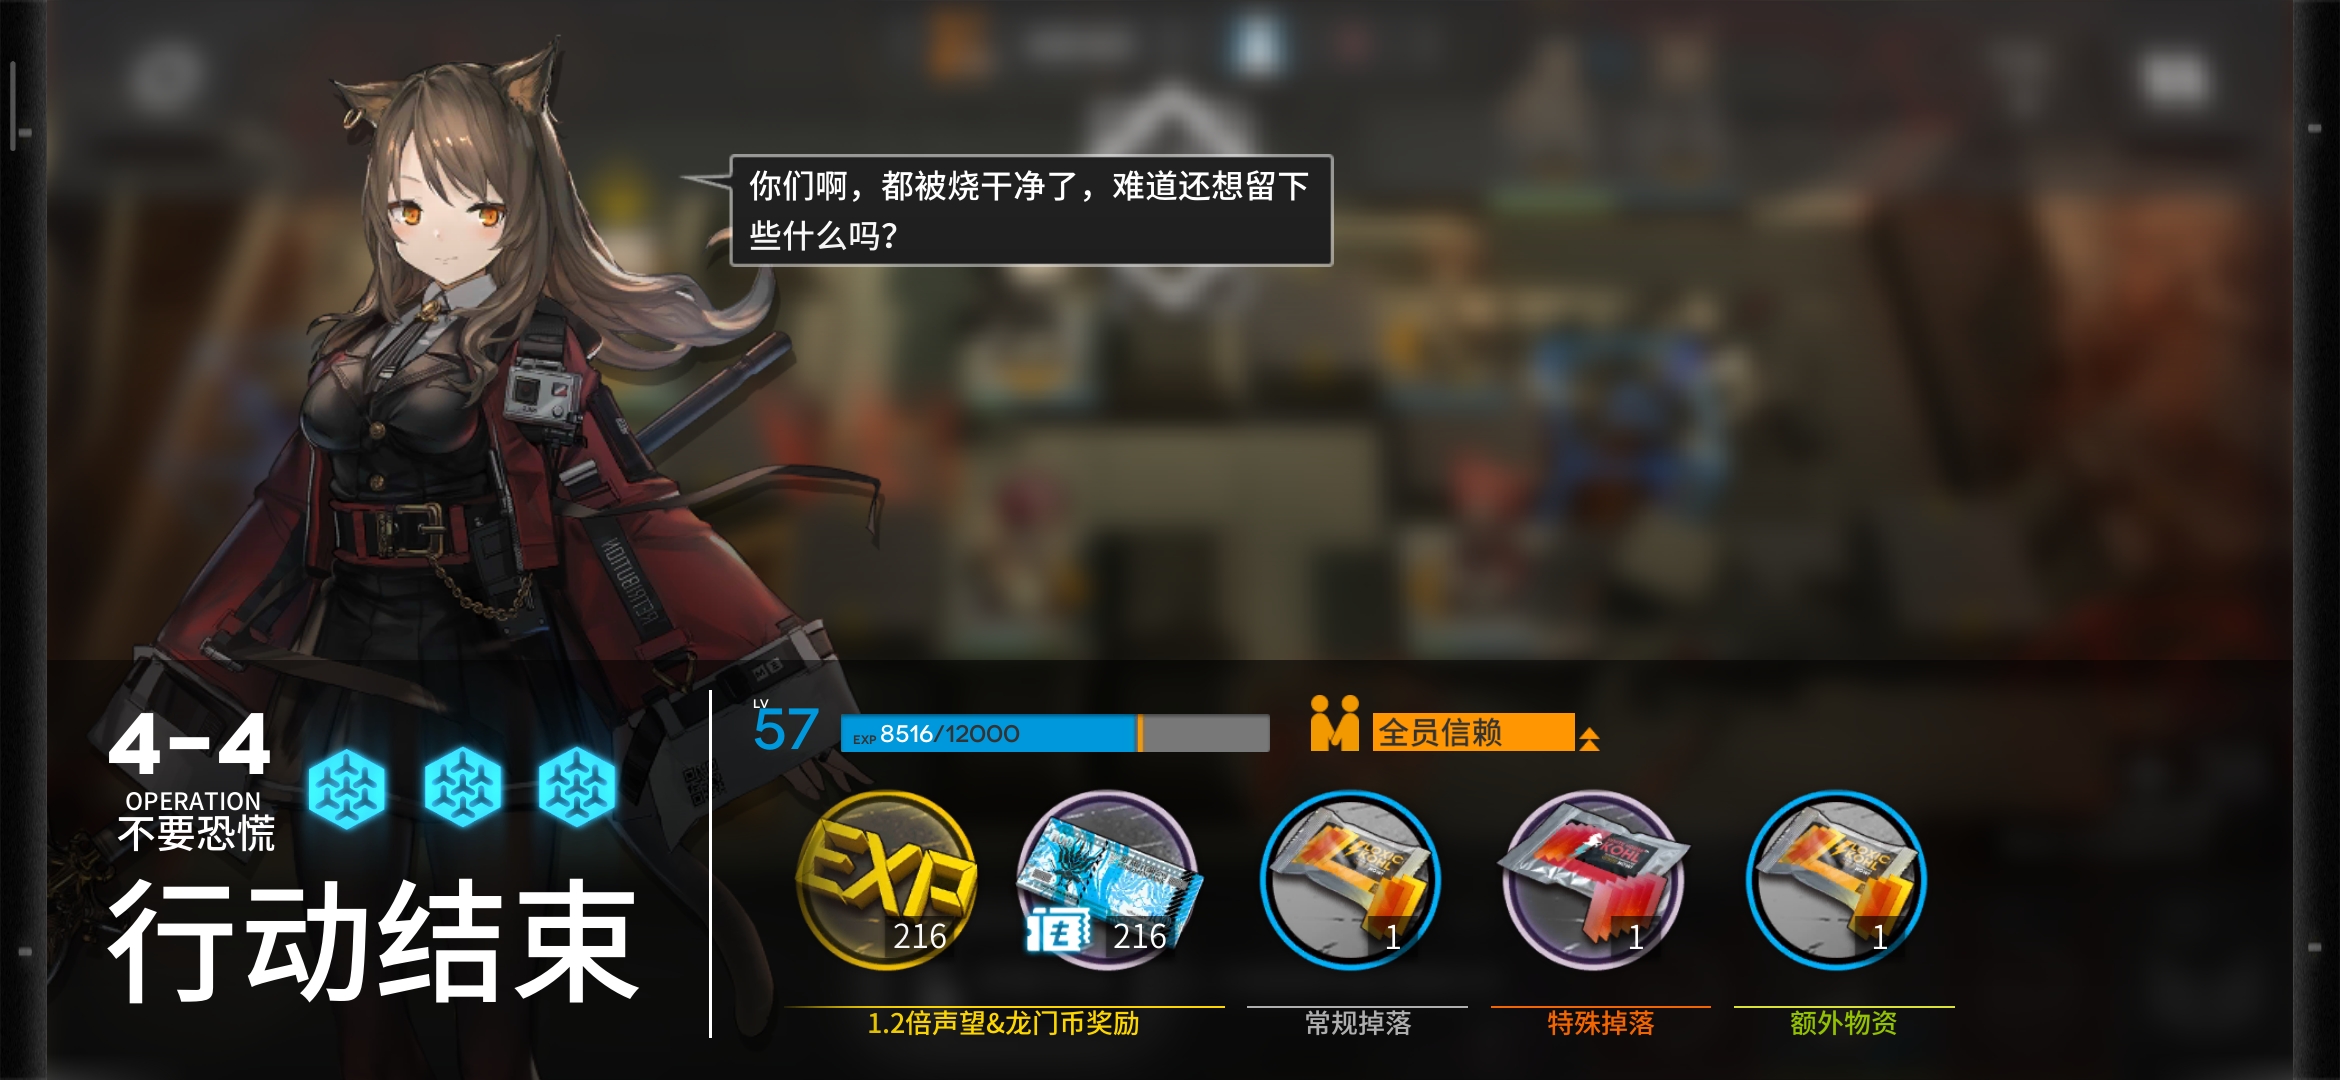 你们啊，都被烧干净了，难道还想留下
些什么吗？
RETRIBUTION
LV
57
EXP 8516/12000
全员信赖
4-4
OPERATION
不要恐慌
行动结束
EXP
216
216
1
1
1
1.2倍声望&龙门币奖励
常规掉落
特殊掉落
额外物资